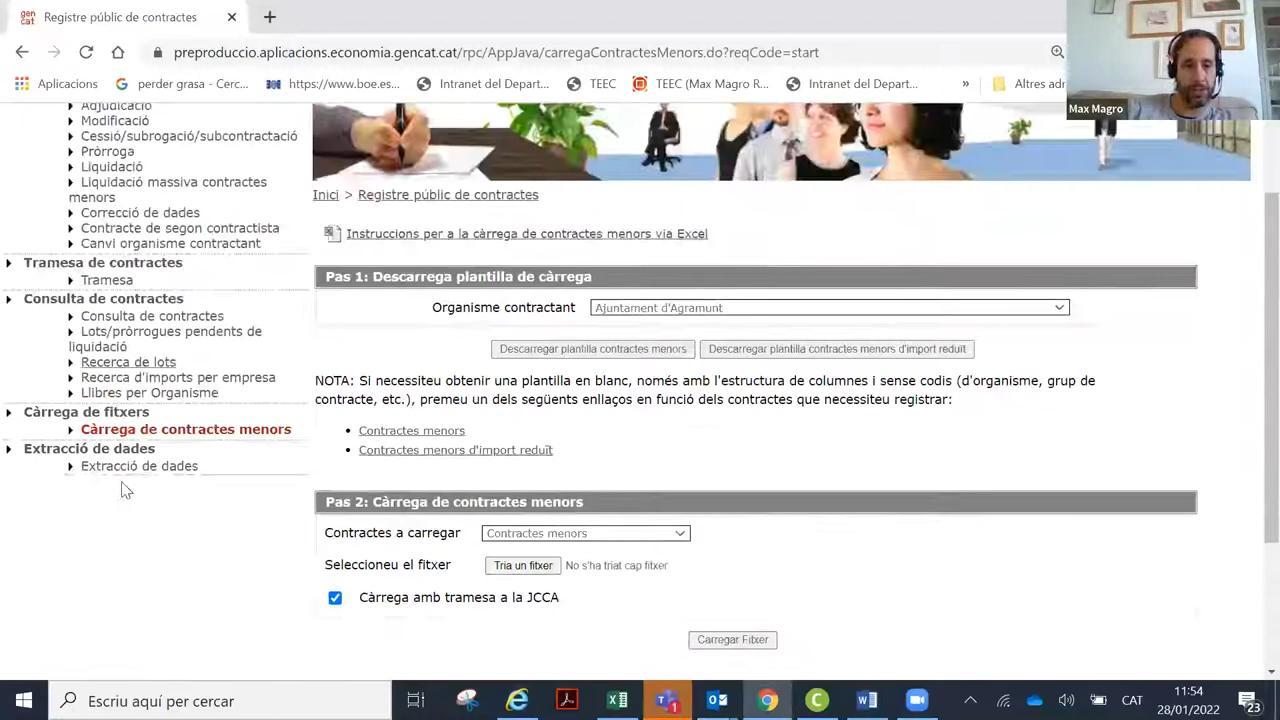 Registre públic de contractes
preproduccio.aplicacions.economia.gencat.cat/rpc/AppJava/carregaContractesMenors.do?reqCode=start
Aplicacions
perder grasa - Cerc...
https://www.boe.es...
Intranet del Depart...
TEEC
TEEC (Max Magro R...
Intranet del Depart...
»
Altres adr
Max Magro
Adjudicació
Modificació
Cessió/subrogació/subcontractació
Pròrroga
Liquidació
Liquidació massiva contractes
menors
Correcció de dades
Contracte de segon contractista
Canvi organisme contractant
Tramesa de contractes
Tramesa
Consulta de contractes
Consulta de contractes
Lots/pròrrogues pendents de
liquidació
Recerca de lots
Recerca d'imports per empresa
Llibres per Organisme
Càrrega de fitxers
Càrrega de contractes menors
Extracció de dades
Extracció de dades
Inici > Registre públic de contractes
Instruccions per a la càrrega de contractes menors via Excel
Pas 1: Descarrega plantilla de càrrega
Organisme contractant Ajuntament d'Agramunt
Descarregar plantilla contractes menors Descarregar plantilla contractes menors d'import reduït
NOTA: Si necessiteu obtenir una plantilla en blanc, només amb l'estructura de columnes i sense codis (d'organisme, grup de
contracte, etc.), premeu un dels següents enllaços en funció dels contractes que necessiteu registrar:
Contractes menors
Contractes menors d'import reduït
Pas 2: Càrrega de contractes menors
Contractes a carregar Contractes menors
Seleccioneu el fitxer Tria un fitxer No s'ha triat cap fitxer
Càrrega amb tramesa a la JCCA
Carregar Fitxer
Escriu aquí per cercar
1
CAT
11:54
28/01/2022
23